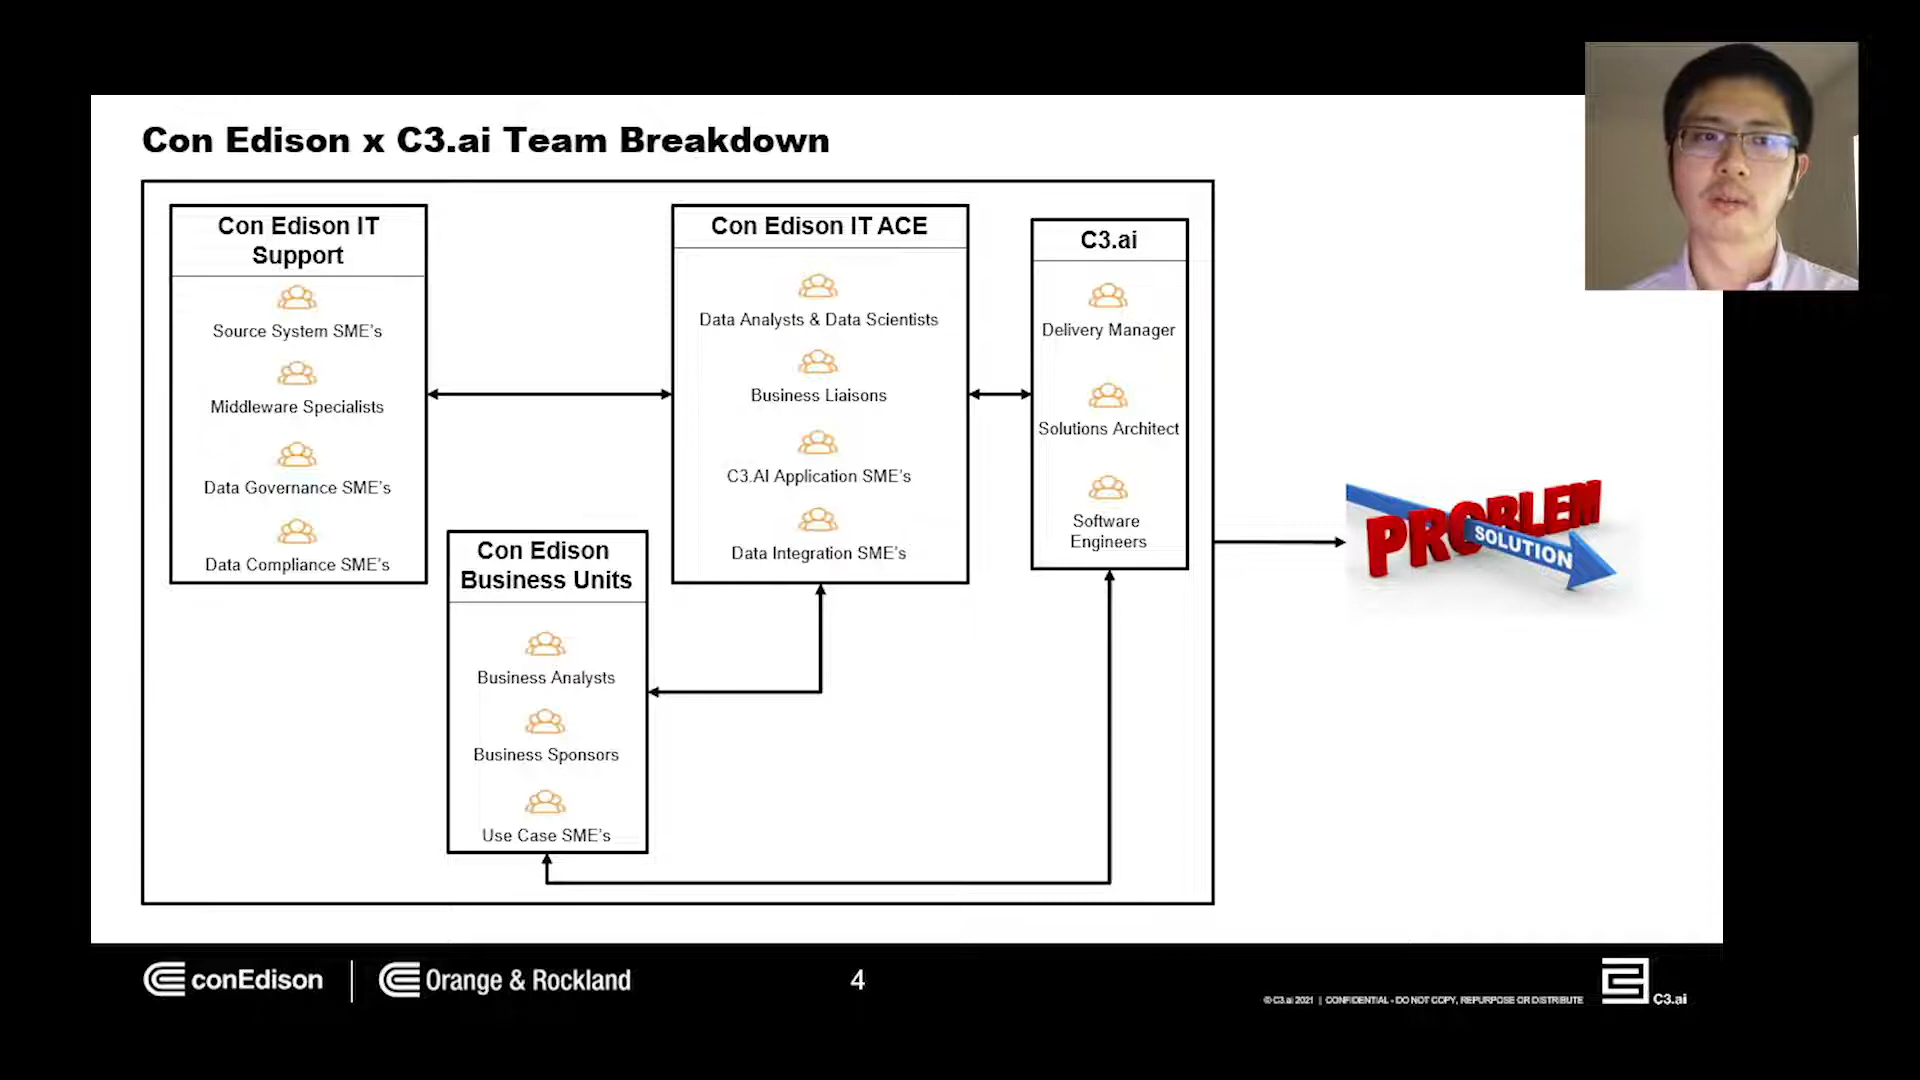 Con Edison x C3.ai Team Breakdown
Con Edison IT
Support
Source System SME's
Middleware Specialists
Data Governance SME's
Data Compliance SME's
Con Edison
Business Units
Business Analysts
Business Sponsors
Use Case SME's
Con Edison IT ACE
Data Analysts & Data Scientists
Business Liaisons
C3.AI Application SME's
Data Integration SME's
C3.ai
Delivery Manager
Solutions Architect
Software
Engineers
PROBLEM
SOLUTION
conEdison
Orange & Rockland
4
© C3.ai 2021 | CONFIDENTIAL - DO NOT COPY, REPURPOSE OR DISTRIBUTE
C3.ai